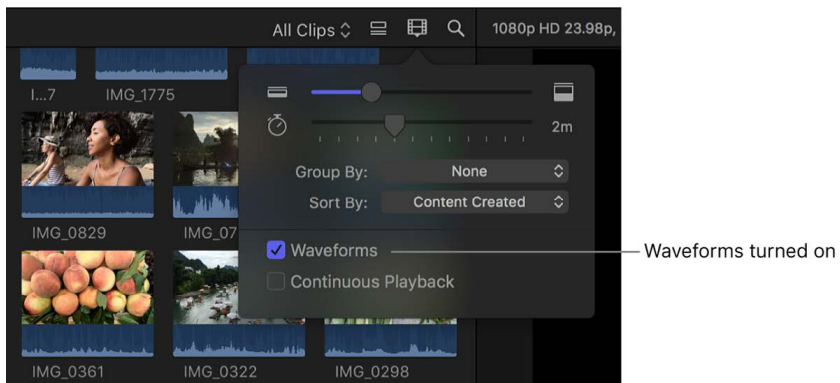 All Clips
1080p HD 23.98p,
I...7 IMG_1775
2m
Group By: None
Sort By: Content Created
IMG_0829 IMG_07
Waveforms
Waveforms turned on
Continuous Playback
IMG_0361 IMG_0322 IMG_0298